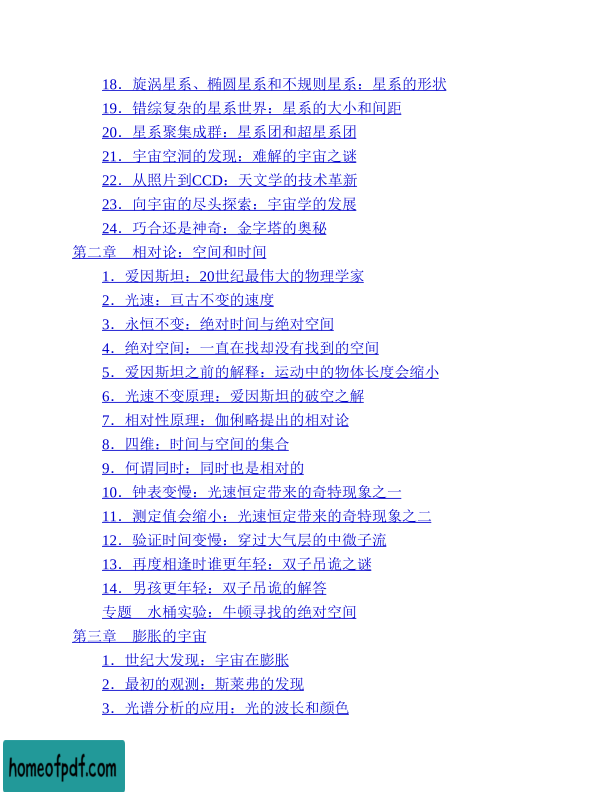 18．旋涡星系、椭圆星系和不规则星系：星系的形状
19．错综复杂的星系世界：星系的大小和间距
20．星系聚集成群：星系团和超星系团
21．宇宙空洞的发现：难解的宇宙之谜
22．从照片到CCD：天文学的技术革新
23．向宇宙的尽头探索：宇宙学的发展
24．巧合还是神奇：金字塔的奥秘
第二章　相对论：空间和时间
1．爱因斯坦：20世纪最伟大的物理学家
2．光速：亘古不变的速度
3．永恒不变：绝对时间与绝对空间
4．绝对空间：一直在找却没有找到的空间
5．爱因斯坦之前的解释：运动中的物体长度会缩小
6．光速不变原理：爱因斯坦的破空之解
7．相对性原理：伽俐略提出的相对论
8．四维：时间与空间的集合
9．何谓同时：同时也是相对的
10．钟表变慢：光速恒定带来的奇特现象之一
11．测定值会缩小：光速恒定带来的奇特现象之二
12．验证时间变慢：穿过大气层的中微子流
13．再度相逢时谁更年轻：双子吊诡之谜
14．男孩更年轻：双子吊诡的解答
专题　水桶实验：牛顿寻找的绝对空间
第三章　膨胀的宇宙
1．世纪大发现：宇宙在膨胀
2．最初的观测：斯莱弗的发现
3．光谱分析的应用：光的波长和颜色
homeofpdf.com